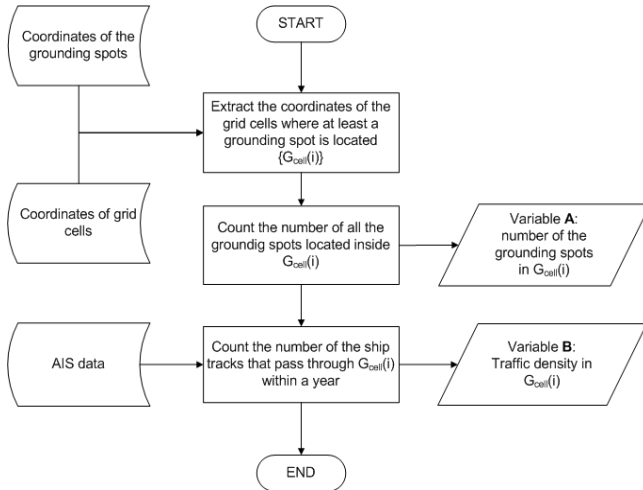 START
Coordinates of the
grounding spots
Extract the coordinates of the
grid cells where at least a
grounding spot is located
{Gcell(i)}
Coordinates of grid
cells
Count the number of all the
groundig spots located inside
Gcell(i)
Variable A:
number of the
grounding spots
in Gcell(i)
AIS data
Count the number of the ship
tracks that pass through Gcell(i)
within a year
Variable B:
Traffic density in
Gcell(i)
END